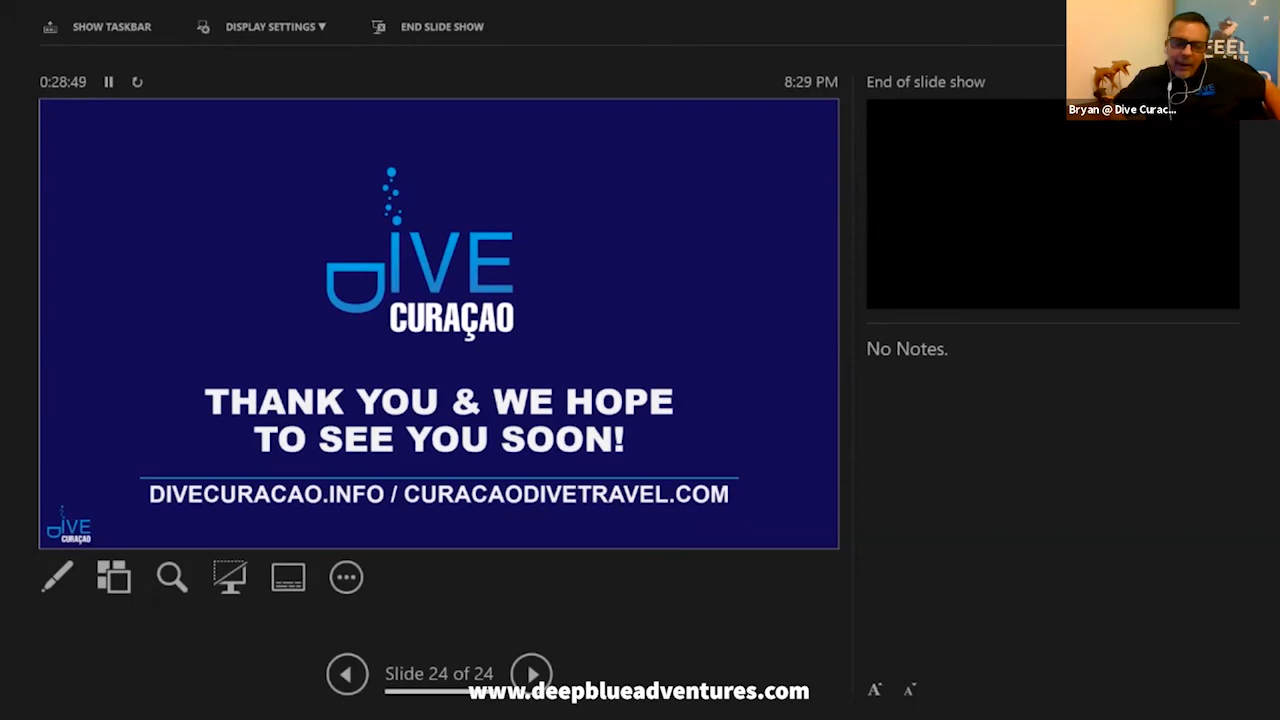 SHOW TASKBAR
DISPLAY SETTINGS ▼
END SLIDE SHOW
0:28:49
8:29 PM
End of slide show
FEEL
Bryan @ Dive Curac...
DIVE
CURAÇAO
THANK YOU & WE HOPE
TO SEE YOU SOON!
DIVECURACAO.INFO / CURACAODIVETRAVEL.COM
DIVE
CURAÇAO
No Notes.
Slide 24 of 24
www.deepblueadventures.com
A A